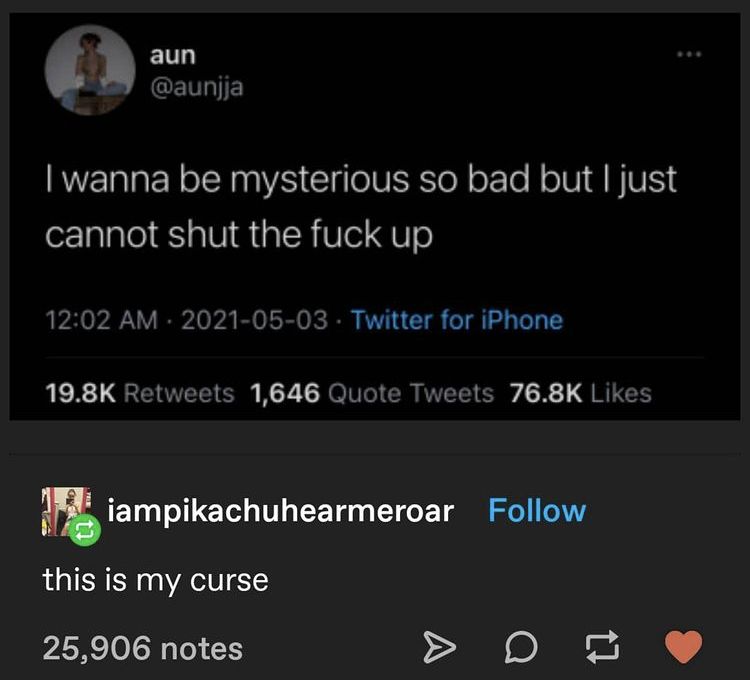 aun
@aunjja
I wanna be mysterious so bad but I just
cannot shut the fuck up
12:02 AM · 2021-05-03 · Twitter for iPhone
19.8K Retweets 1,646 Quote Tweets 76.8K Likes
iampikachuhearmeroar Follow
this is my curse
25,906 notes